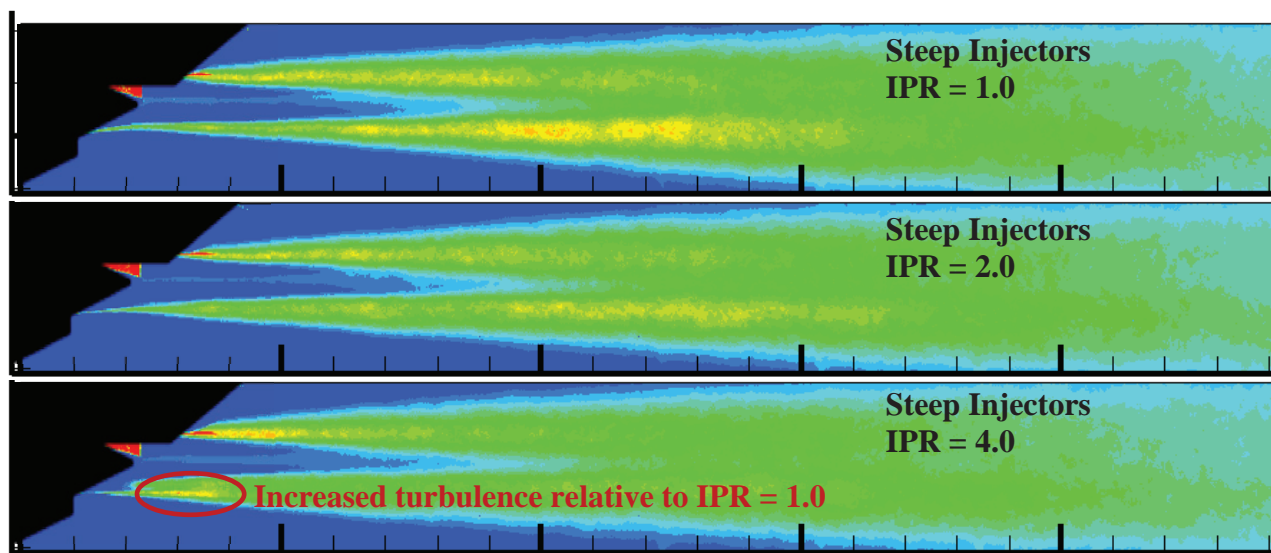 Steep Injectors
IPR = 1.0
Steep Injectors
IPR = 2.0
Steep Injectors
IPR = 4.0
Increased turbulence relative to IPR = 1.0